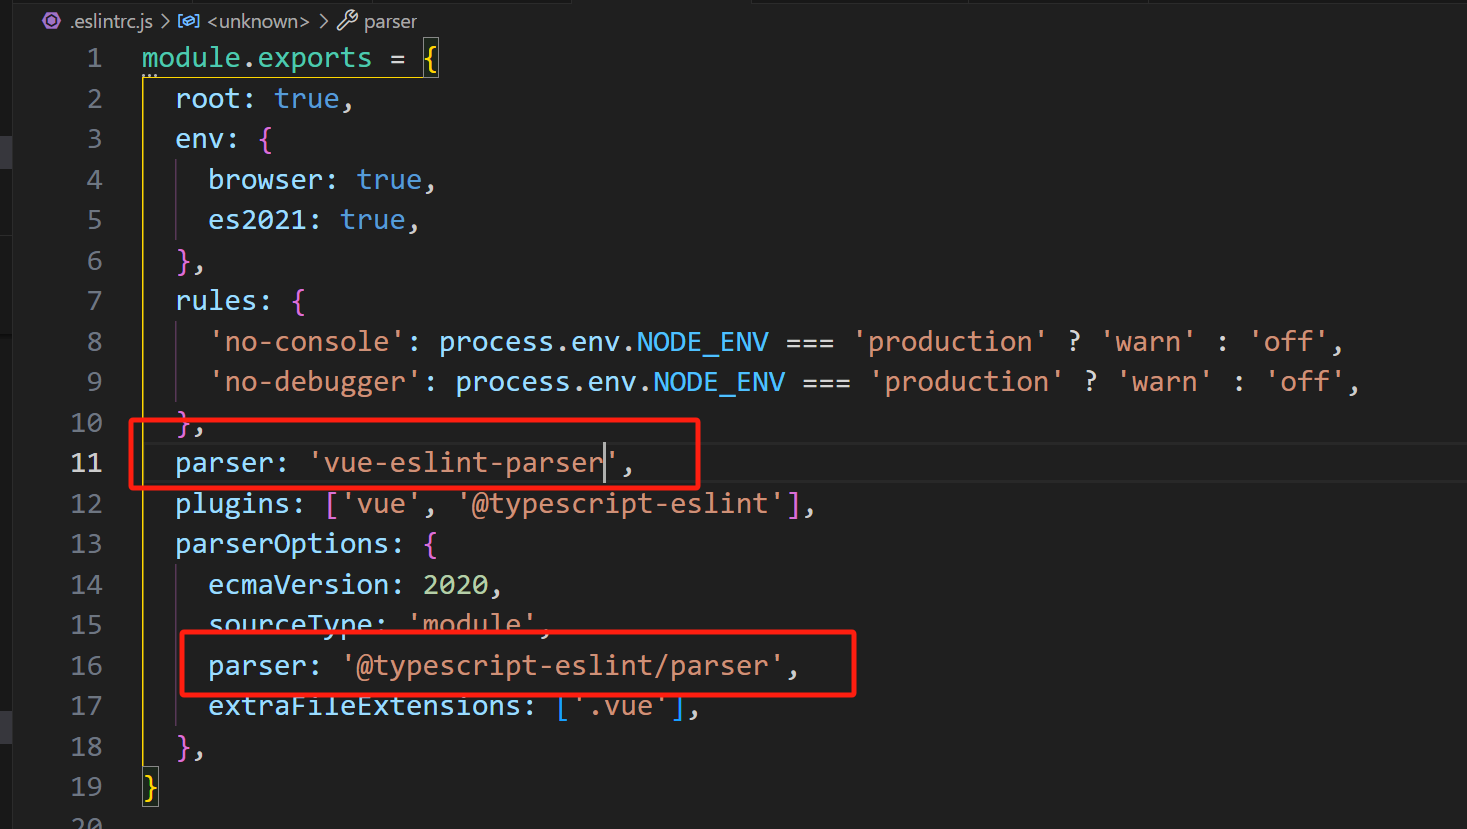 .eslintrc.js > <unknown> > parser
1 module.exports = {
2 root: true,
3 env: {
4 browser: true,
5 es2021: true,
6 },
7 rules: {
8 'no-console': process.env.NODE_ENV === 'production' ? 'warn' : 'off',
9 'no-debugger': process.env.NODE_ENV === 'production' ? 'warn' : 'off',
10 },
11 parser: 'vue-eslint-parser',
12 plugins: ['vue', '@typescript-eslint'],
13 parserOptions: {
14 ecmaVersion: 2020,
15 sourceType: 'module',
16 parser: '@typescript-eslint/parser',
17 extraFileExtensions: ['.vue'],
18 },
19 }
20